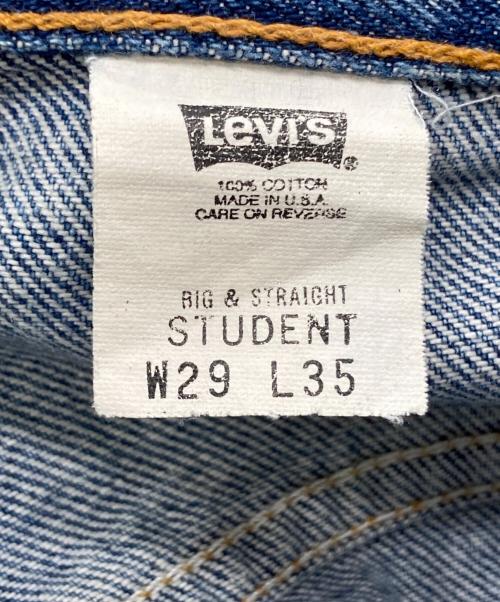 Levi's®
100% COTTON
MADE IN U.S.A.
CARE ON REVERSE
BIG & STRAIGHT
STUDENT
W29 L35